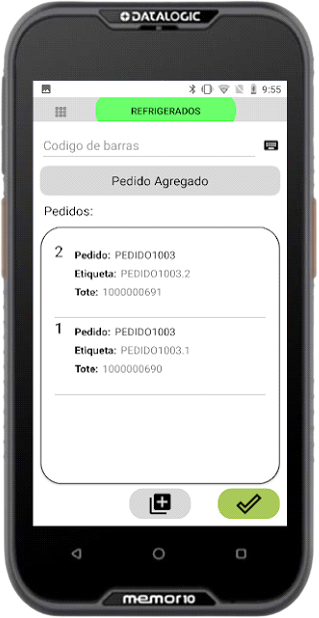 DATALOGIC
9:55
REFRIGERADOS
Codigo de barras
Pedido Agregado
Pedidos:
2
Pedido: PEDIDO1003
Etiqueta: PEDIDO1003.2
Tote: 1000000691
1
Pedido: PEDIDO1003
Etiqueta: PEDIDO1003.1
Tote: 1000000690
memor10